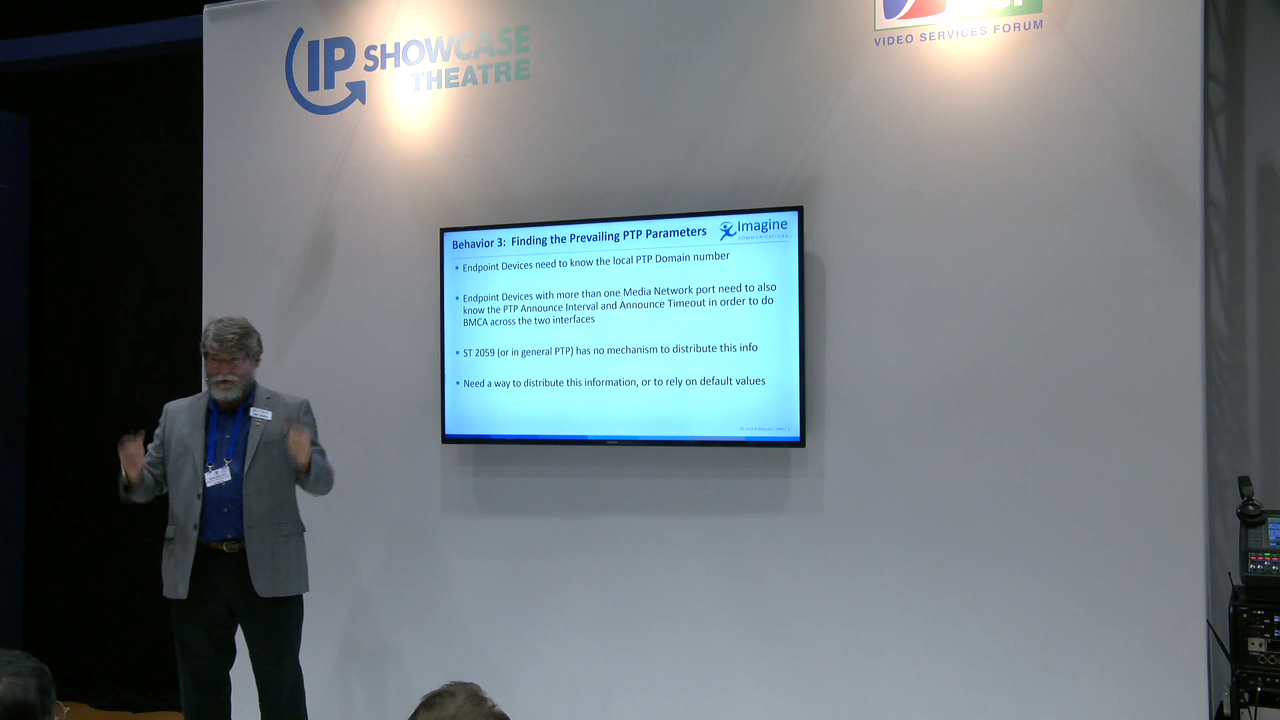 IP SHOWCASE
THEATRE
VIDEO SERVICES FORUM
Behavior 3: Finding the Prevailing PTP Parameters
Imagine
COMMUNICATIONS
▪ Endpoint Devices need to know the local PTP Domain number
▪ Endpoint Devices with more than one Media Network port need to also
know the PTP Announce Interval and Announce Timeout in order to do
BMCA across the two interfaces
▪ ST 2059 (or in general PTP) has no mechanism to distribute this info
▪ Need a way to distribute this information, or to rely on default values